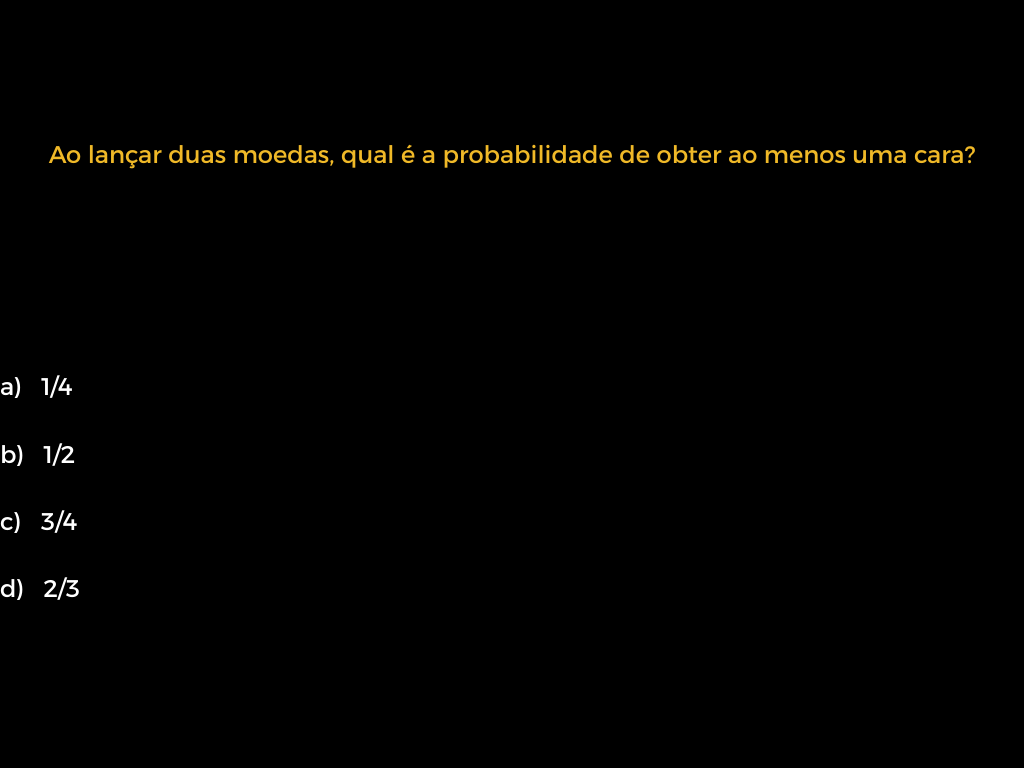 Ao lançar duas moedas, qual é a probabilidade de obter ao menos uma cara?
a) 1/4
b) 1/2
c) 3/4
d) 2/3